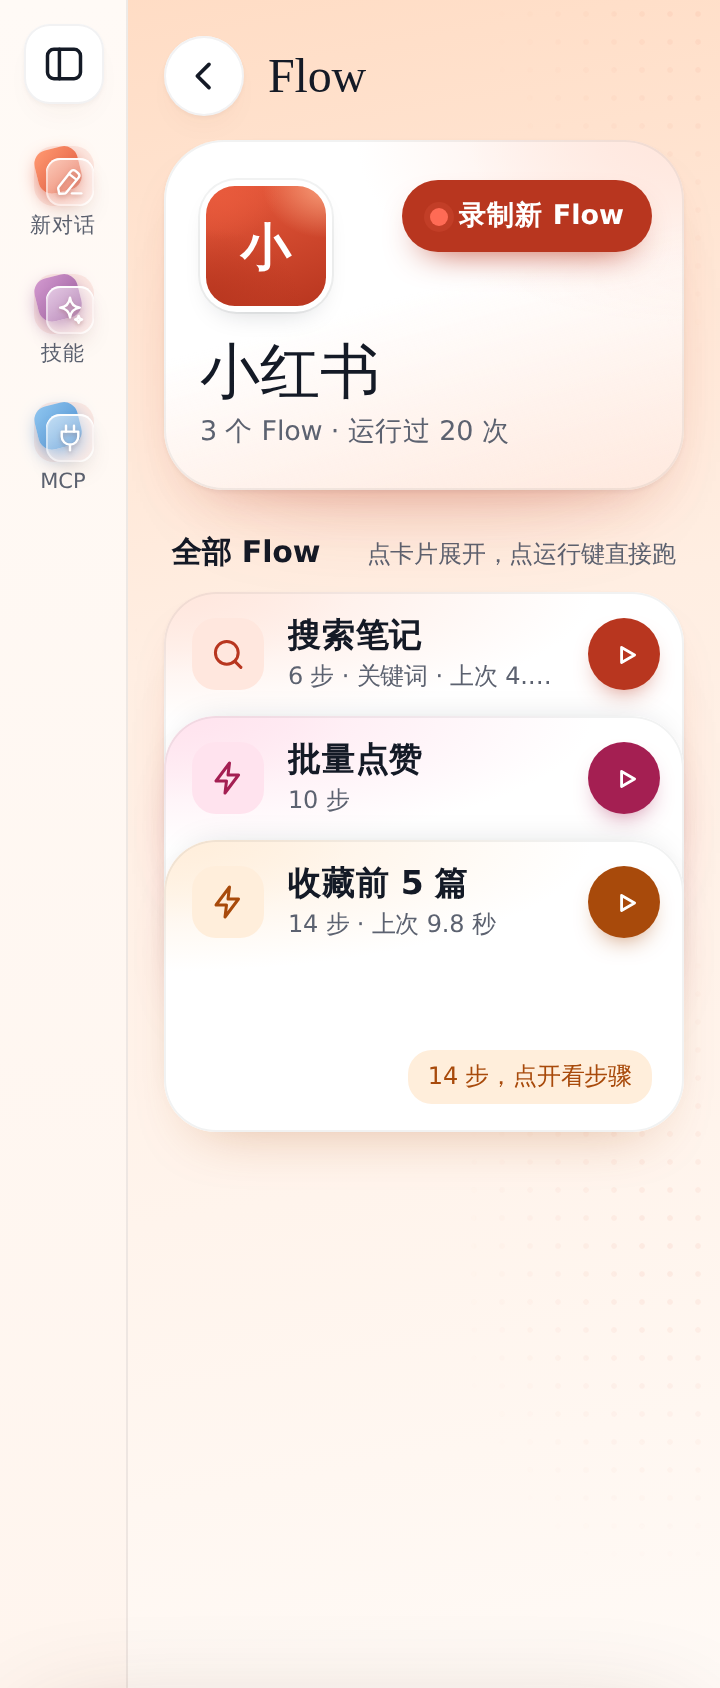 Flow
新对话
技能
MCP
小
录制新 Flow
小红书
3 个 Flow · 运行过 20 次
全部 Flow
点卡片展开，点运行键直接跑
搜索笔记
6 步 · 关键词 · 上次 4....
批量点赞
10 步
收藏前 5 篇
14 步 · 上次 9.8 秒
14 步，点开看步骤